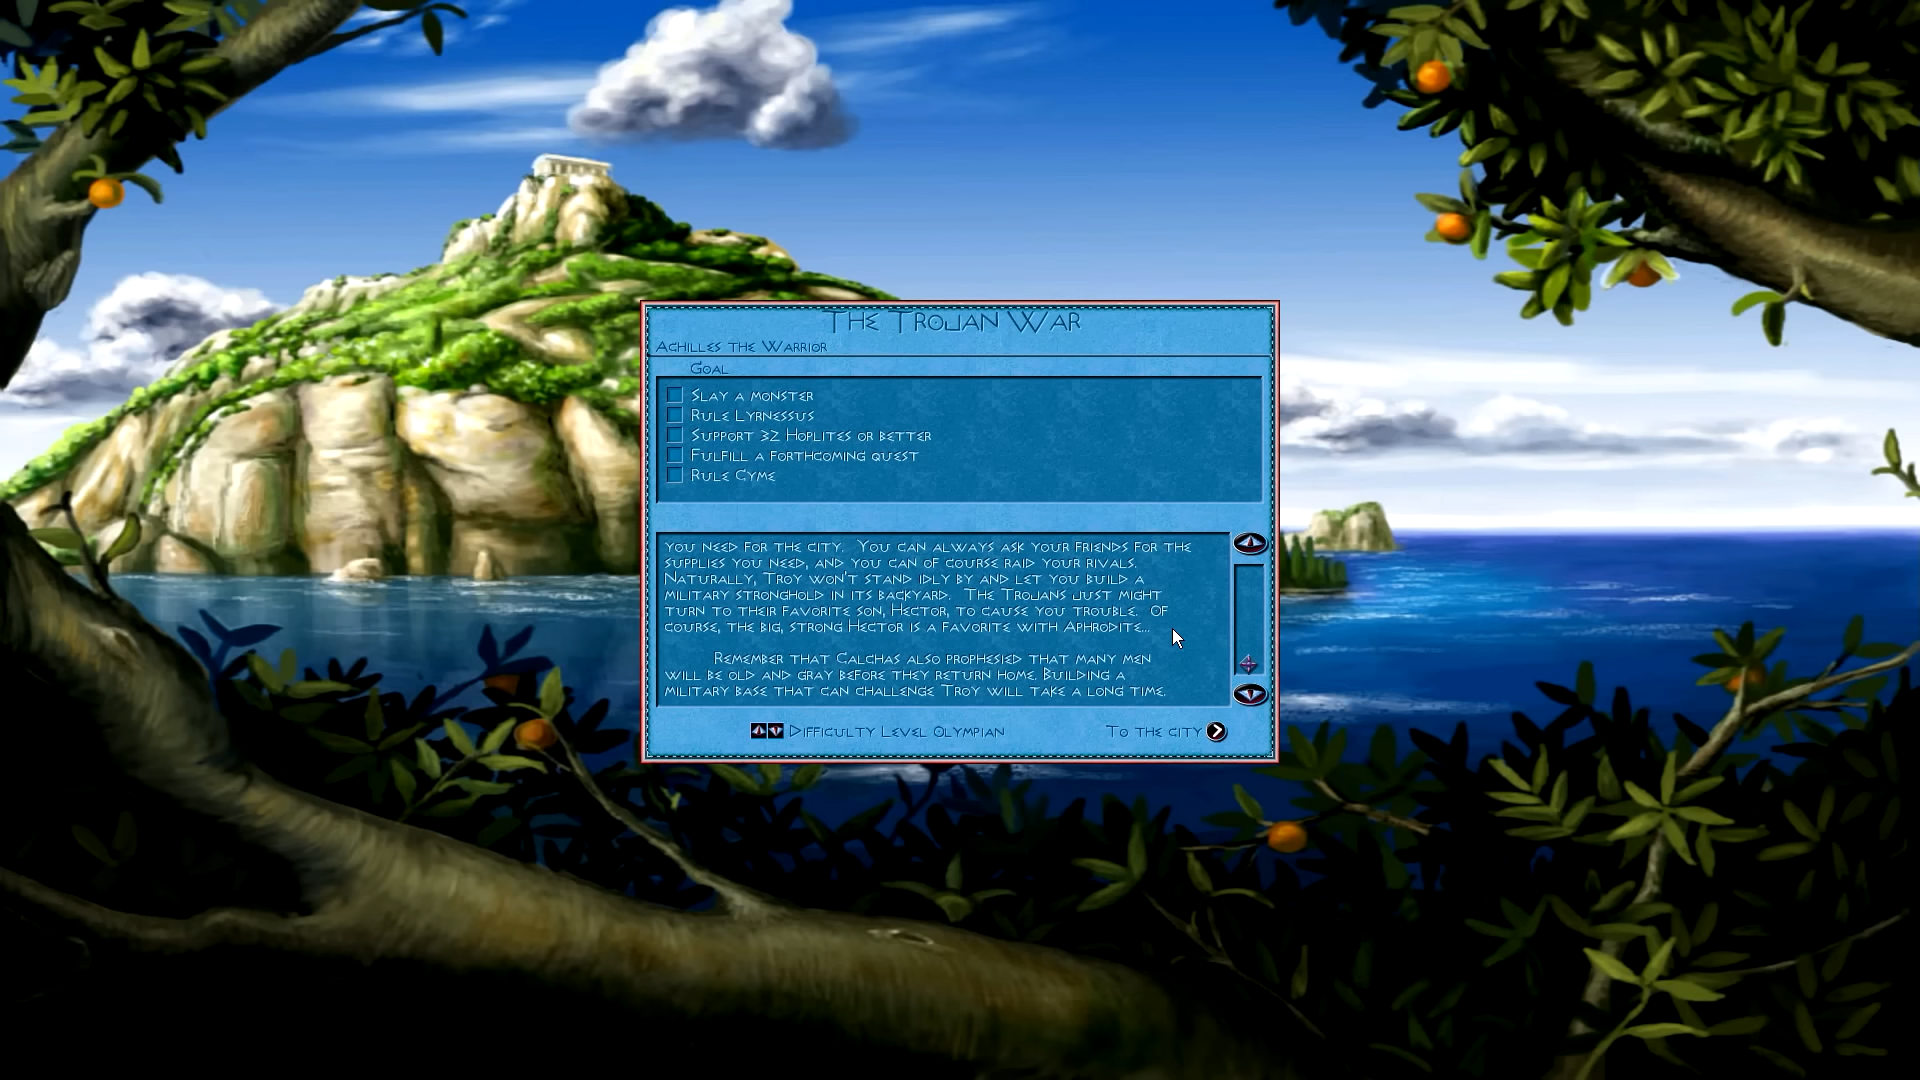 The Trojan War
Achilles the Warrior
Goal
Slay a monster
Rule Lyrnessus
Support 32 Hoplites or better
Fulfill a forthcoming quest
Rule Cyme
you need for the city.  You can always ask your friends for the
supplies you need, and you can of course raid your rivals.
Naturally, Troy won't stand idly by and let you build a
military stronghold in its backyard.  The Trojans just might
turn to their favorite son, Hector, to cause you trouble.  Of
course, the big, strong Hector is a favorite with Aphrodite...
Remember that Calchas also prophesied that many men
will be old and gray before they return home. Building a
military base that can challenge Troy will take a long time.
Difficulty Level Olympian
To the city